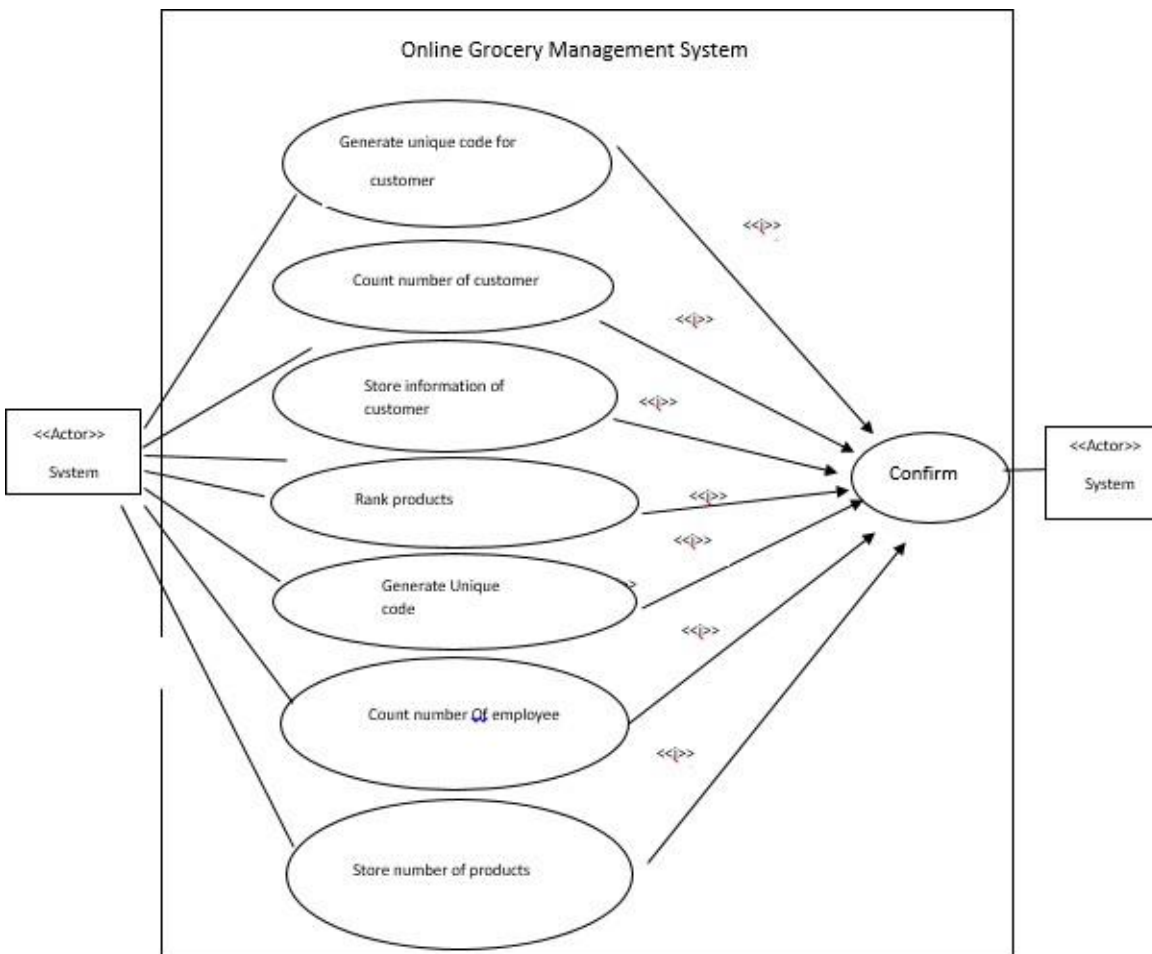 Online Grocery Management System
Generate unique code for
customer
<<i>>
Count number of customer
<<i>>
Store information of
customer
<<i>>
<<Actor>>
System
Rank products
<<i>>
Confirm
<<Actor>>
System
<<i>>
Generate Unique
code
>>
<<i>>
Count number Of employee
<<i>>
Store number of products